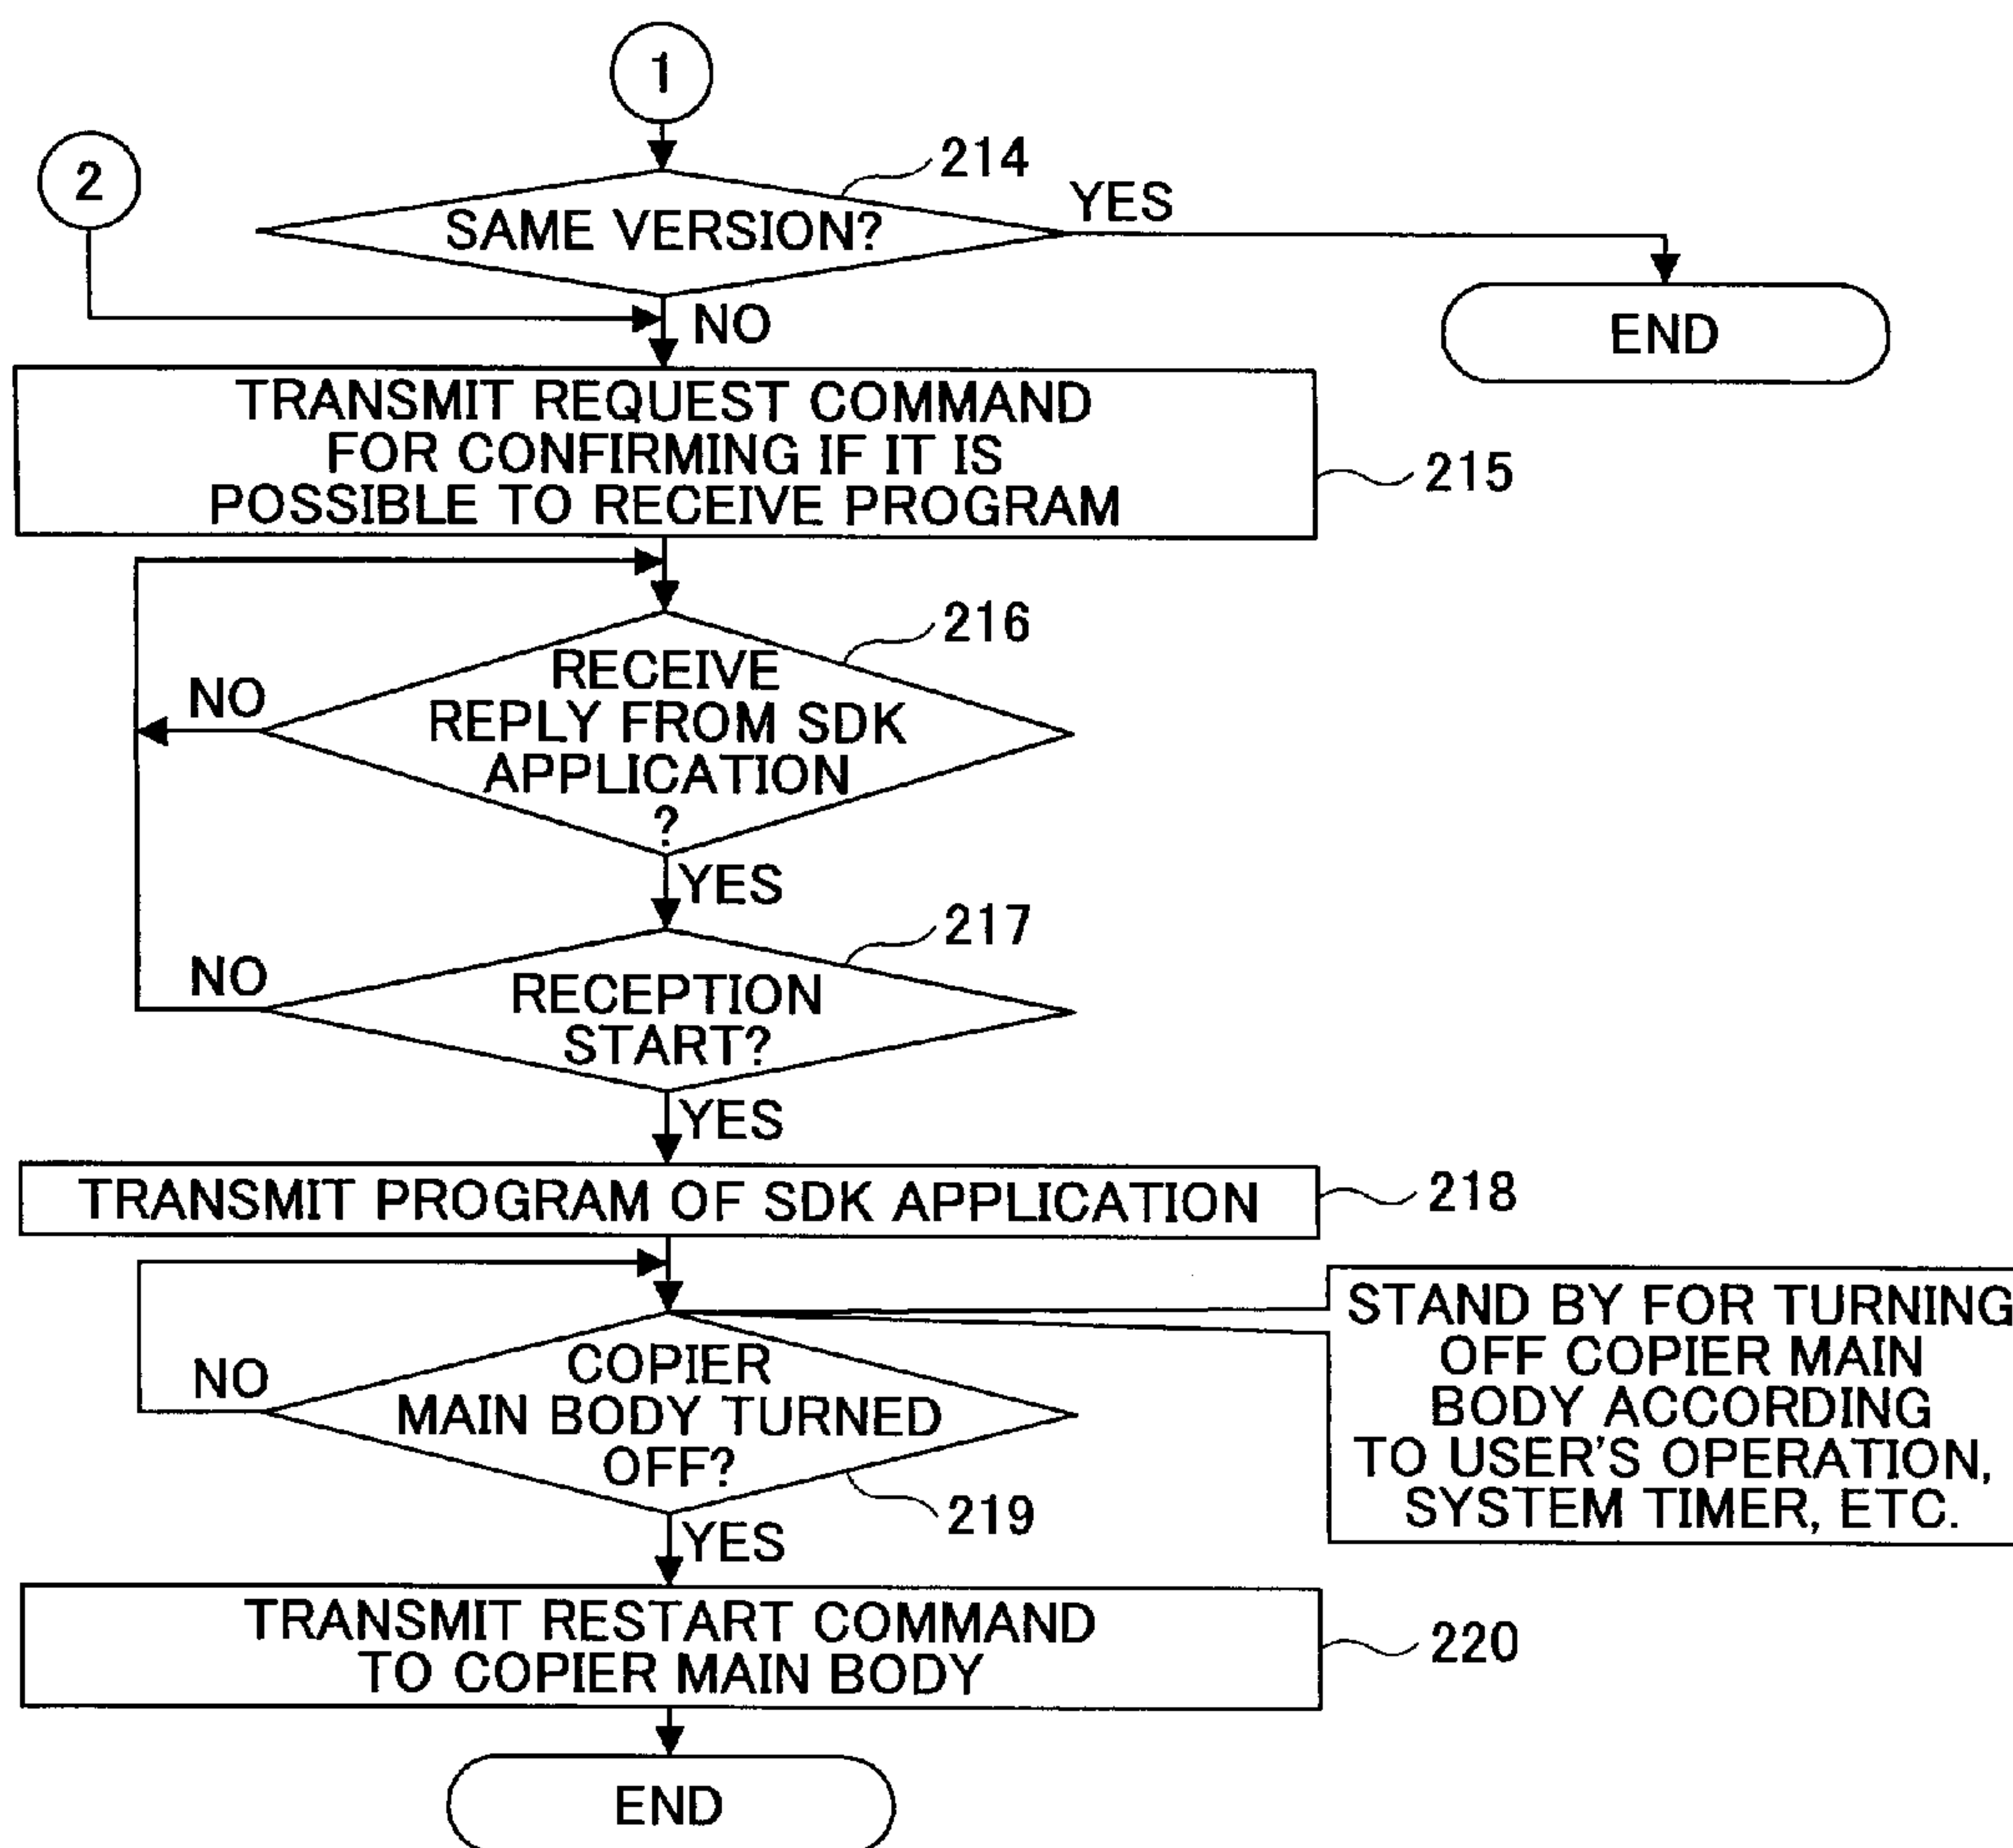 1
2
214
SAME VERSION?
YES
END
NO
TRANSMIT REQUEST COMMAND
FOR CONFIRMING IF IT IS
POSSIBLE TO RECEIVE PROGRAM
215
216
RECEIVE
REPLY FROM SDK
APPLICATION
?
NO
YES
217
RECEPTION
START?
NO
YES
TRANSMIT PROGRAM OF SDK APPLICATION
218
COPIER
MAIN BODY TURNED
OFF?
NO
219
STAND BY FOR TURNING
OFF COPIER MAIN
BODY ACCORDING
TO USER'S OPERATION,
SYSTEM TIMER, ETC.
YES
TRANSMIT RESTART COMMAND
TO COPIER MAIN BODY
220
END